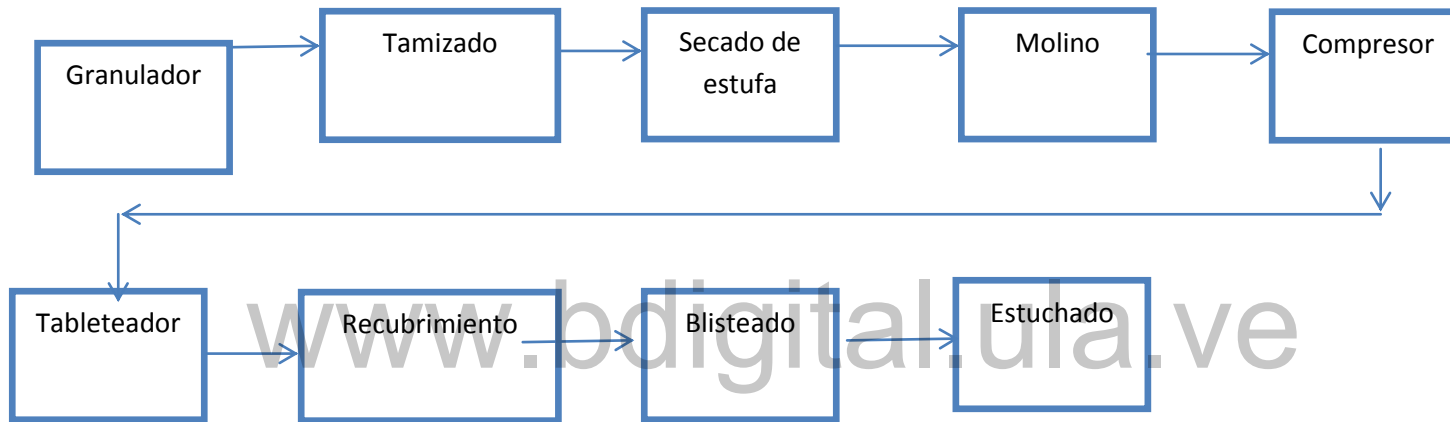 Granulador
Tamizado
Secado de
estufa
Molino
Compresor
Tableteador
Recubrimiento
Blisteado
Estuchado
www.bdigital.ula.ve